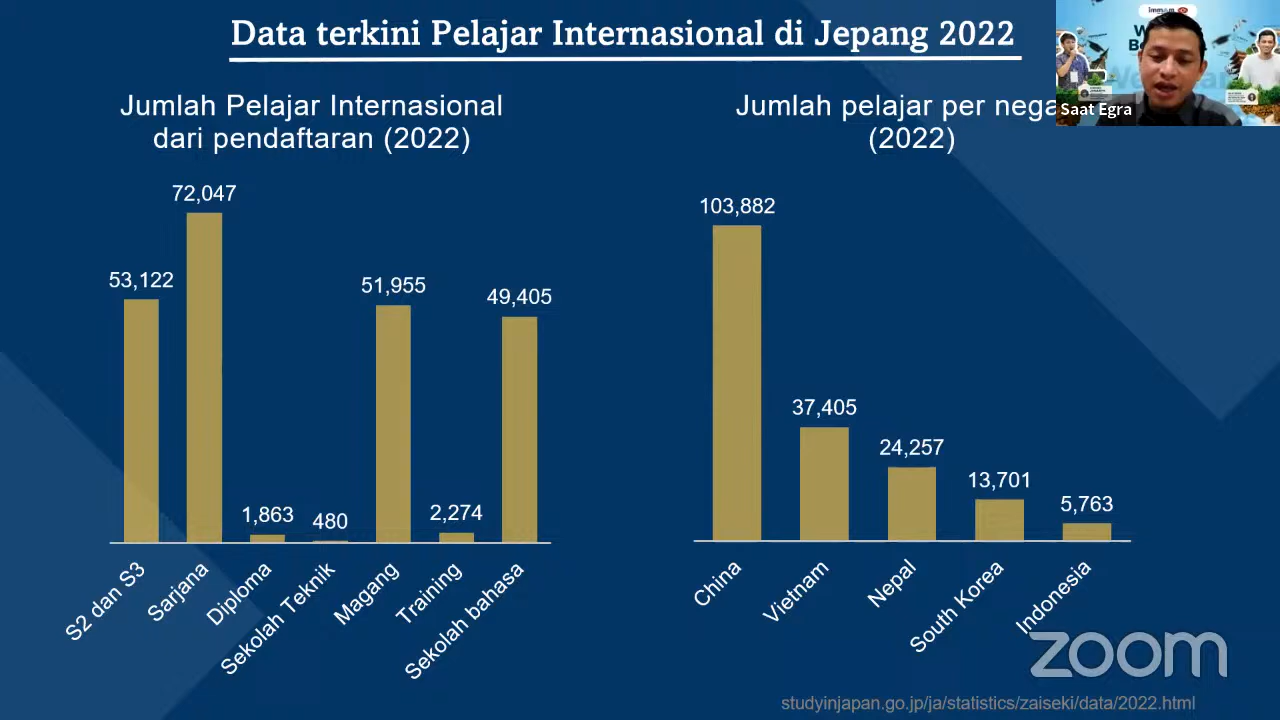 Data terkini Pelajar Internasional di Jepang 2022
Jumlah Pelajar Internasional
dari pendaftaran (2022)
72,047
53,122
51,955
49,405
1,863
480
2,274
S2 dan S3
Sarjana
Diploma
Sekolah Teknik
Magang
Training
Sekolah bahasa
Jumlah pelajar per nega
(2022)
103,882
37,405
24,257
13,701
5,763
China
Vietnam
Nepal
South Korea
Indonesia
Saat Egra
zoom
studyinjapan.go.jp/ja/statistics/zaiseki/data/2022.html